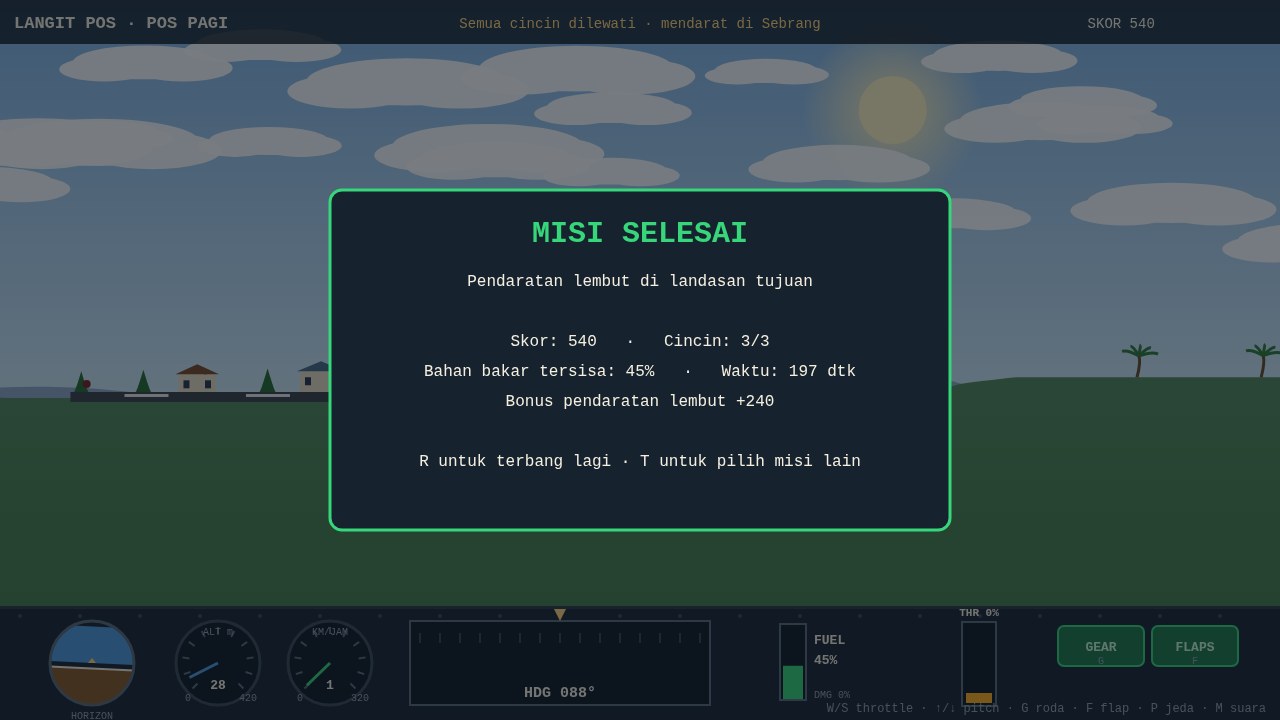 LANGIT POS · POS PAGI
Semua cincin dilewati · mendarat di Sebrang
SKOR 540
MISI SELESAI
Pendaratan lembut di landasan tujuan
Skor: 540 · Cincin: 3/3
Bahan bakar tersisa: 45% · Waktu: 197 dtk
Bonus pendaratan lembut +240
R untuk terbang lagi · T untuk pilih misi lain
HORIZON
ALT m
28
0 420
KM/JAM
1
0 320
HDG 088°
FUEL
45%
DMG 0%
THR 0%
GEAR
G
FLAPS
F
W/S throttle · ↑/↓ pitch · G roda · F flap · P jeda · M suara